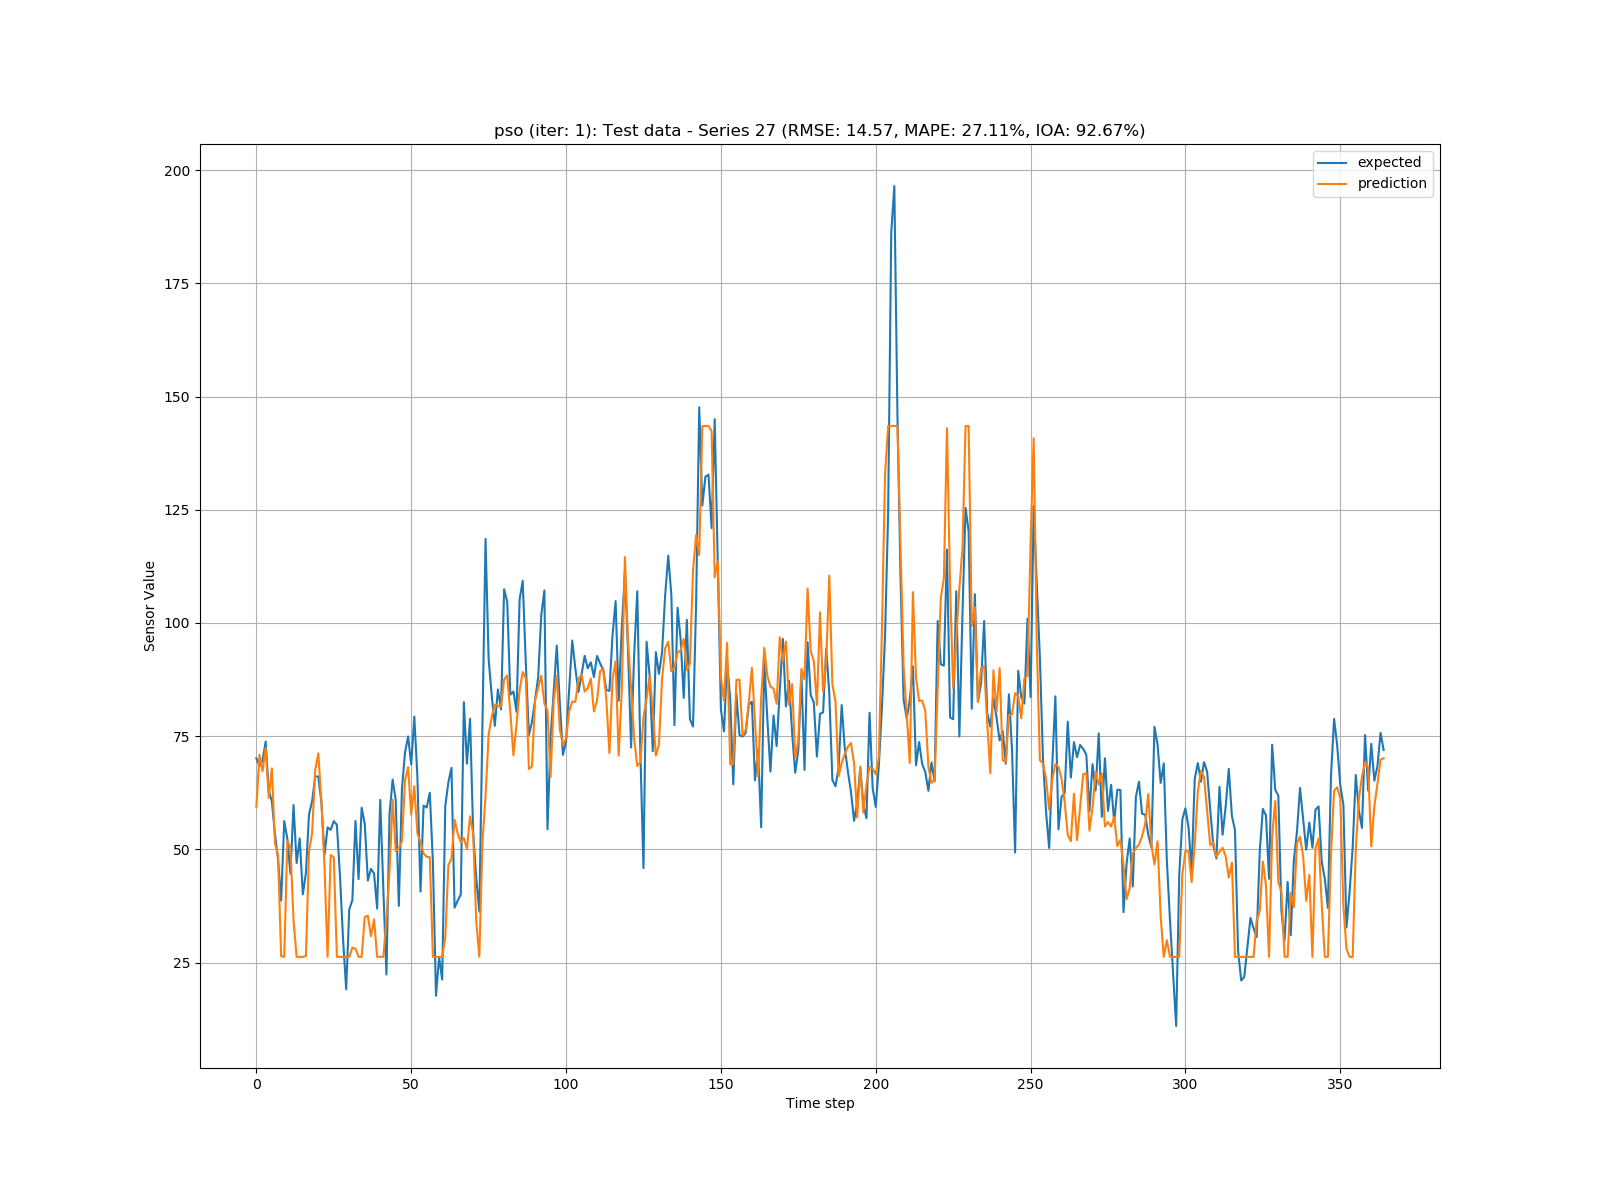 pso (iter: 1): Test data - Series 27 (RMSE: 14.57, MAPE: 27.11%, IOA: 92.67%)
expected
prediction
200
175
150
125
100
75
50
25
Sensor Value
0 50 100 150 200 250 300 350
Time step